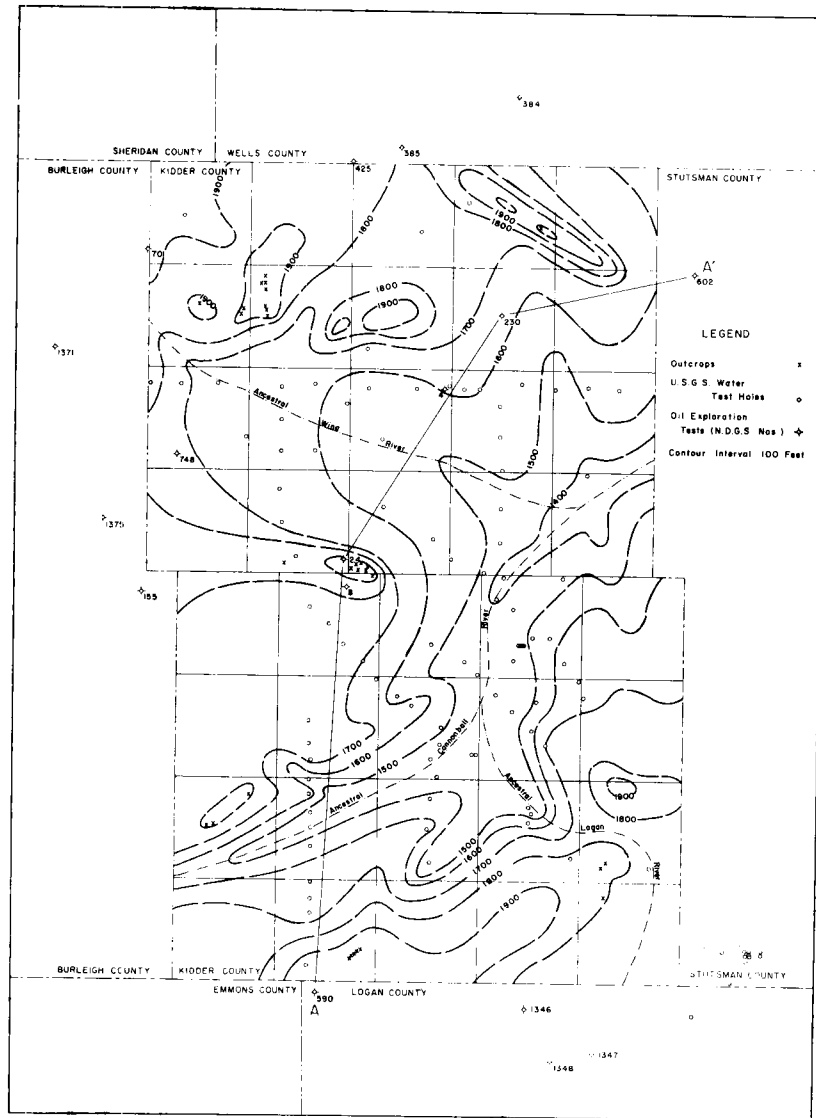 384
SHERIDAN COUNTY
WELLS COUNTY
385
425
BURLEIGH COUNTY
KIDDER COUNTY
STUTSMAN COUNTY
1900
1800
1900
1800
70
1900
A'
602
1900
1800
1900
1700
230
1800
LEGEND
1371
Outcrops x
U.S.G.S. Water
Test Holes
Oil Exploration
Tests (N.D.G.S Nos.)
Contour Interval 100 Feet
Ancestral
Wing
River
1500
748
1400
1375
24
155
River
1700
1600
1500
Cannonball
Ancestral
Ancestral
1900
1800
Logan
1500
1600
1700
1800
1900
River
BURLEIGH COUNTY
KIDDER COUNTY
STUTSMAN COUNTY
EMMONS COUNTY
LOGAN COUNTY
590
A
1346
1347
1348